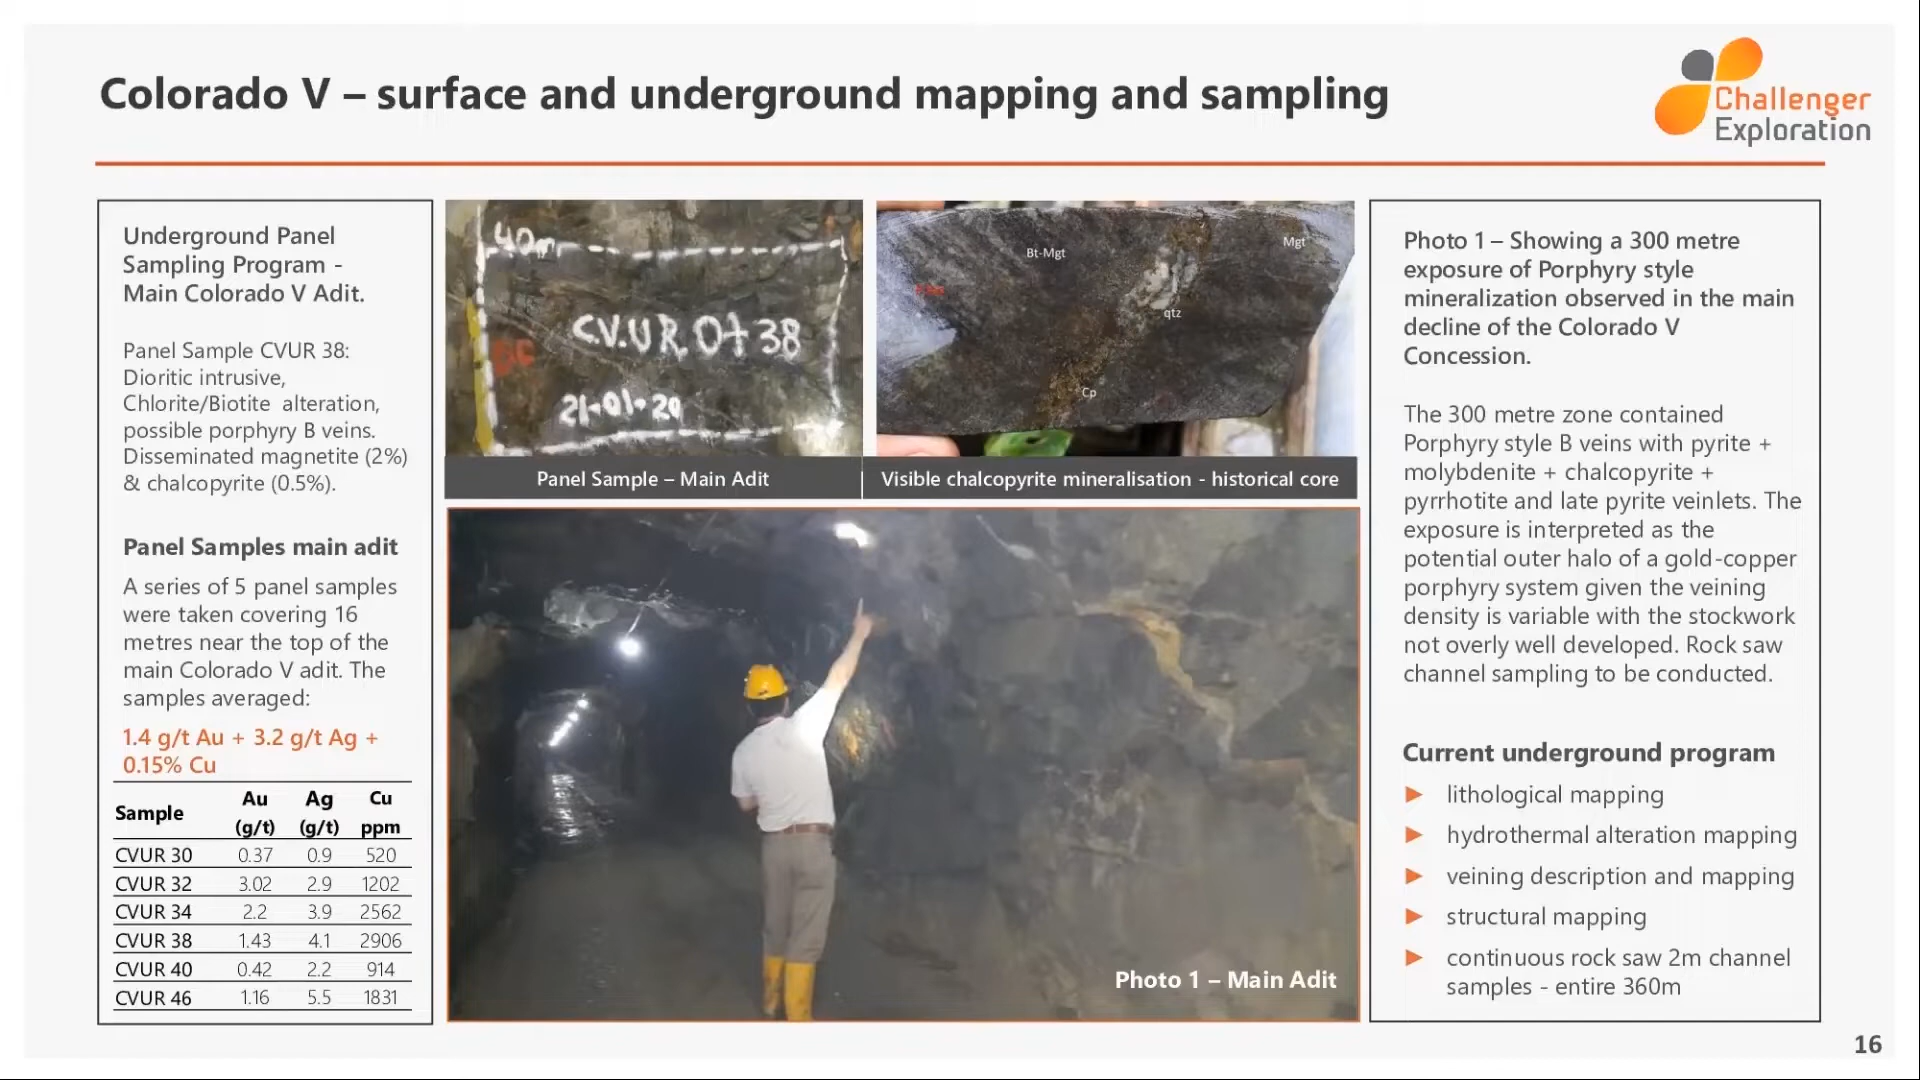 Colorado V – surface and underground mapping and sampling
Challenger
Exploration
Underground Panel
Sampling Program -
Main Colorado V Adit.
Panel Sample CVUR 38:
Dioritic intrusive,
Chlorite/Biotite alteration,
possible porphyry B veins.
Disseminated magnetite (2%)
& chalcopyrite (0.5%).
Panel Samples main adit
A series of 5 panel samples
were taken covering 16
metres near the top of the
main Colorado V adit. The
samples averaged:
1.4 g/t Au + 3.2 g/t Ag +
0.15% Cu
Sample Au (g/t) Ag (g/t) Cu ppm
CVUR 30 0.37 0.9 520
CVUR 32 3.02 2.9 1202
CVUR 34 2.2 3.9 2562
CVUR 38 1.43 4.1 2906
CVUR 40 0.42 2.2 914
CVUR 46 1.16 5.5 1831
40m
C.V.U.R. 38
21-01-20
Panel Sample – Main Adit
Bt-Mgt
Mgt
qtz
Cp
Visible chalcopyrite mineralisation - historical core
Photo 1 – Main Adit
Photo 1 – Showing a 300 metre
exposure of Porphyry style
mineralization observed in the main
decline of the Colorado V
Concession.
The 300 metre zone contained
Porphyry style B veins with pyrite +
molybdenite + chalcopyrite +
pyrrhotite and late pyrite veinlets. The
exposure is interpreted as the
potential outer halo of a gold-copper
porphyry system given the veining
density is variable with the stockwork
not overly well developed. Rock saw
channel sampling to be conducted.
Current underground program
lithological mapping
hydrothermal alteration mapping
veining description and mapping
structural mapping
continuous rock saw 2m channel
samples - entire 360m
16